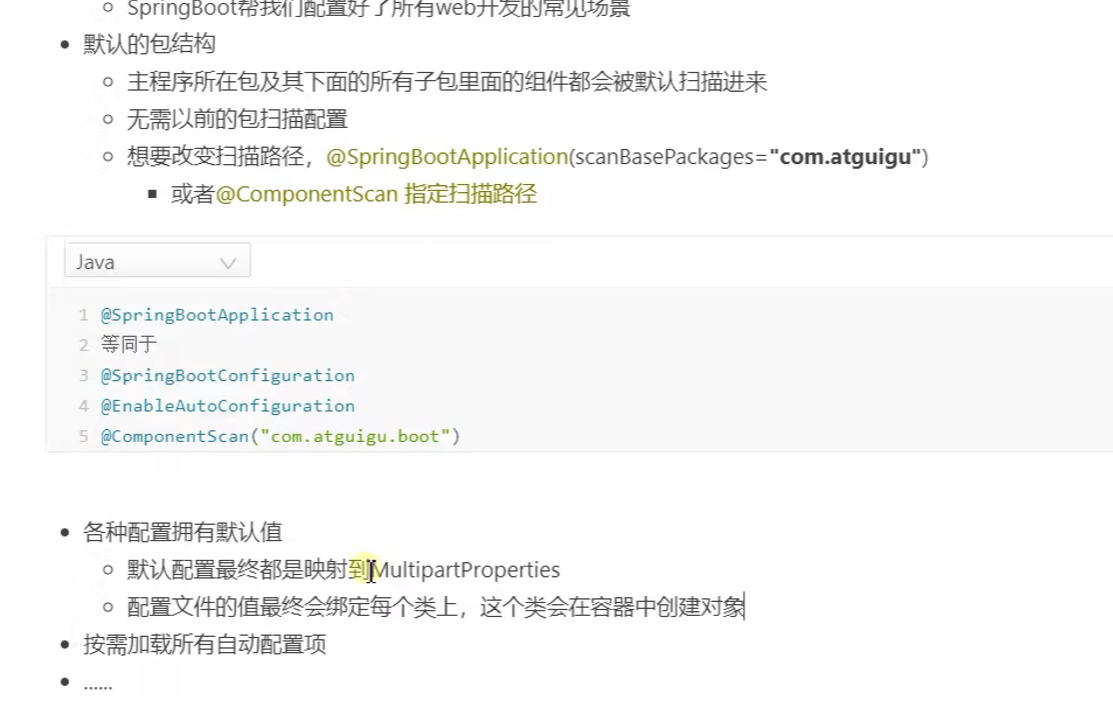 SpringBoot帮我们配置好了所有web开发的常见场景
默认的包结构
主程序所在包及其下面的所有子包里面的组件都会被默认扫描进来
无需以前的包扫描配置
想要改变扫描路径，@SpringBootApplication(scanBasePackages="com.atguigu")
或者@ComponentScan 指定扫描路径
Java
1 @SpringBootApplication
2 等同于
3 @SpringBootConfiguration
4 @EnableAutoConfiguration
5 @ComponentScan("com.atguigu.boot")
各种配置拥有默认值
默认配置最终都是映射到MultipartProperties
配置文件的值最终会绑定每个类上，这个类会在容器中创建对象
按需加载所有自动配置项
......